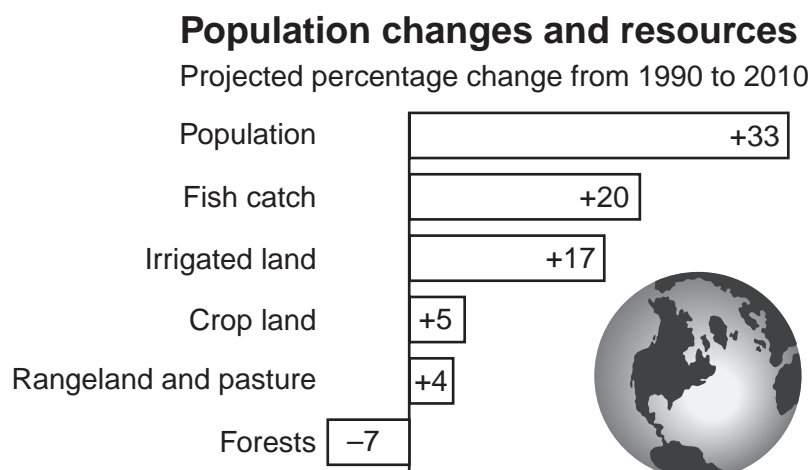 Population changes and resources
Projected percentage change from 1990 to 2010
Population +33
Fish catch +20
Irrigated land +17
Crop land +5
Rangeland and pasture +4
Forests –7